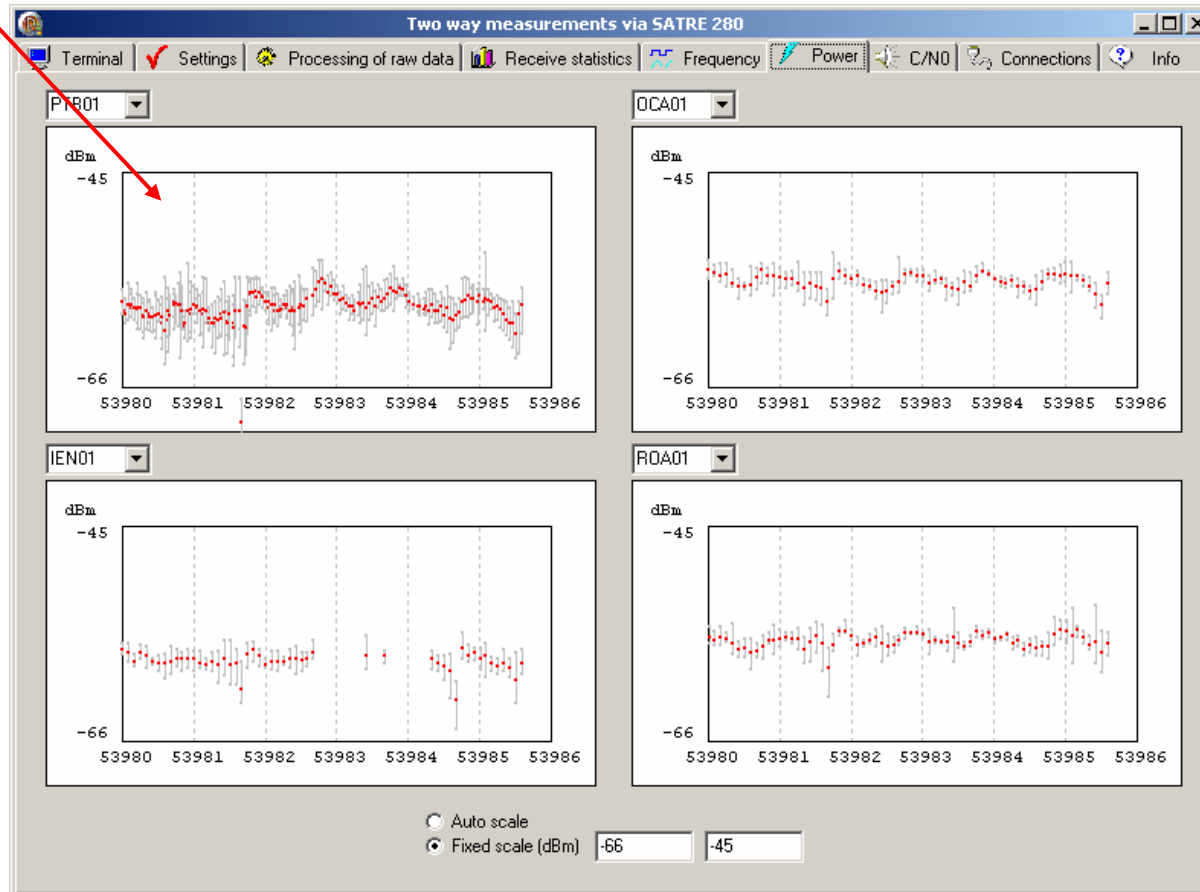 Two way measurements via SATRE 280
Terminal Settings Processing of raw data Receive statistics Frequency Power C/N0 Connections Info
PTB01 OCA01
dBm dBm
-45 -45
-66 -66
53980 53981 53982 53983 53984 53985 53986 53980 53981 53982 53983 53984 53985 53986
IEN01 ROA01
dBm dBm
-45 -45
-66 -66
53980 53981 53982 53983 53984 53985 53986 53980 53981 53982 53983 53984 53985 53986
Auto scale
Fixed scale (dBm) -66 -45